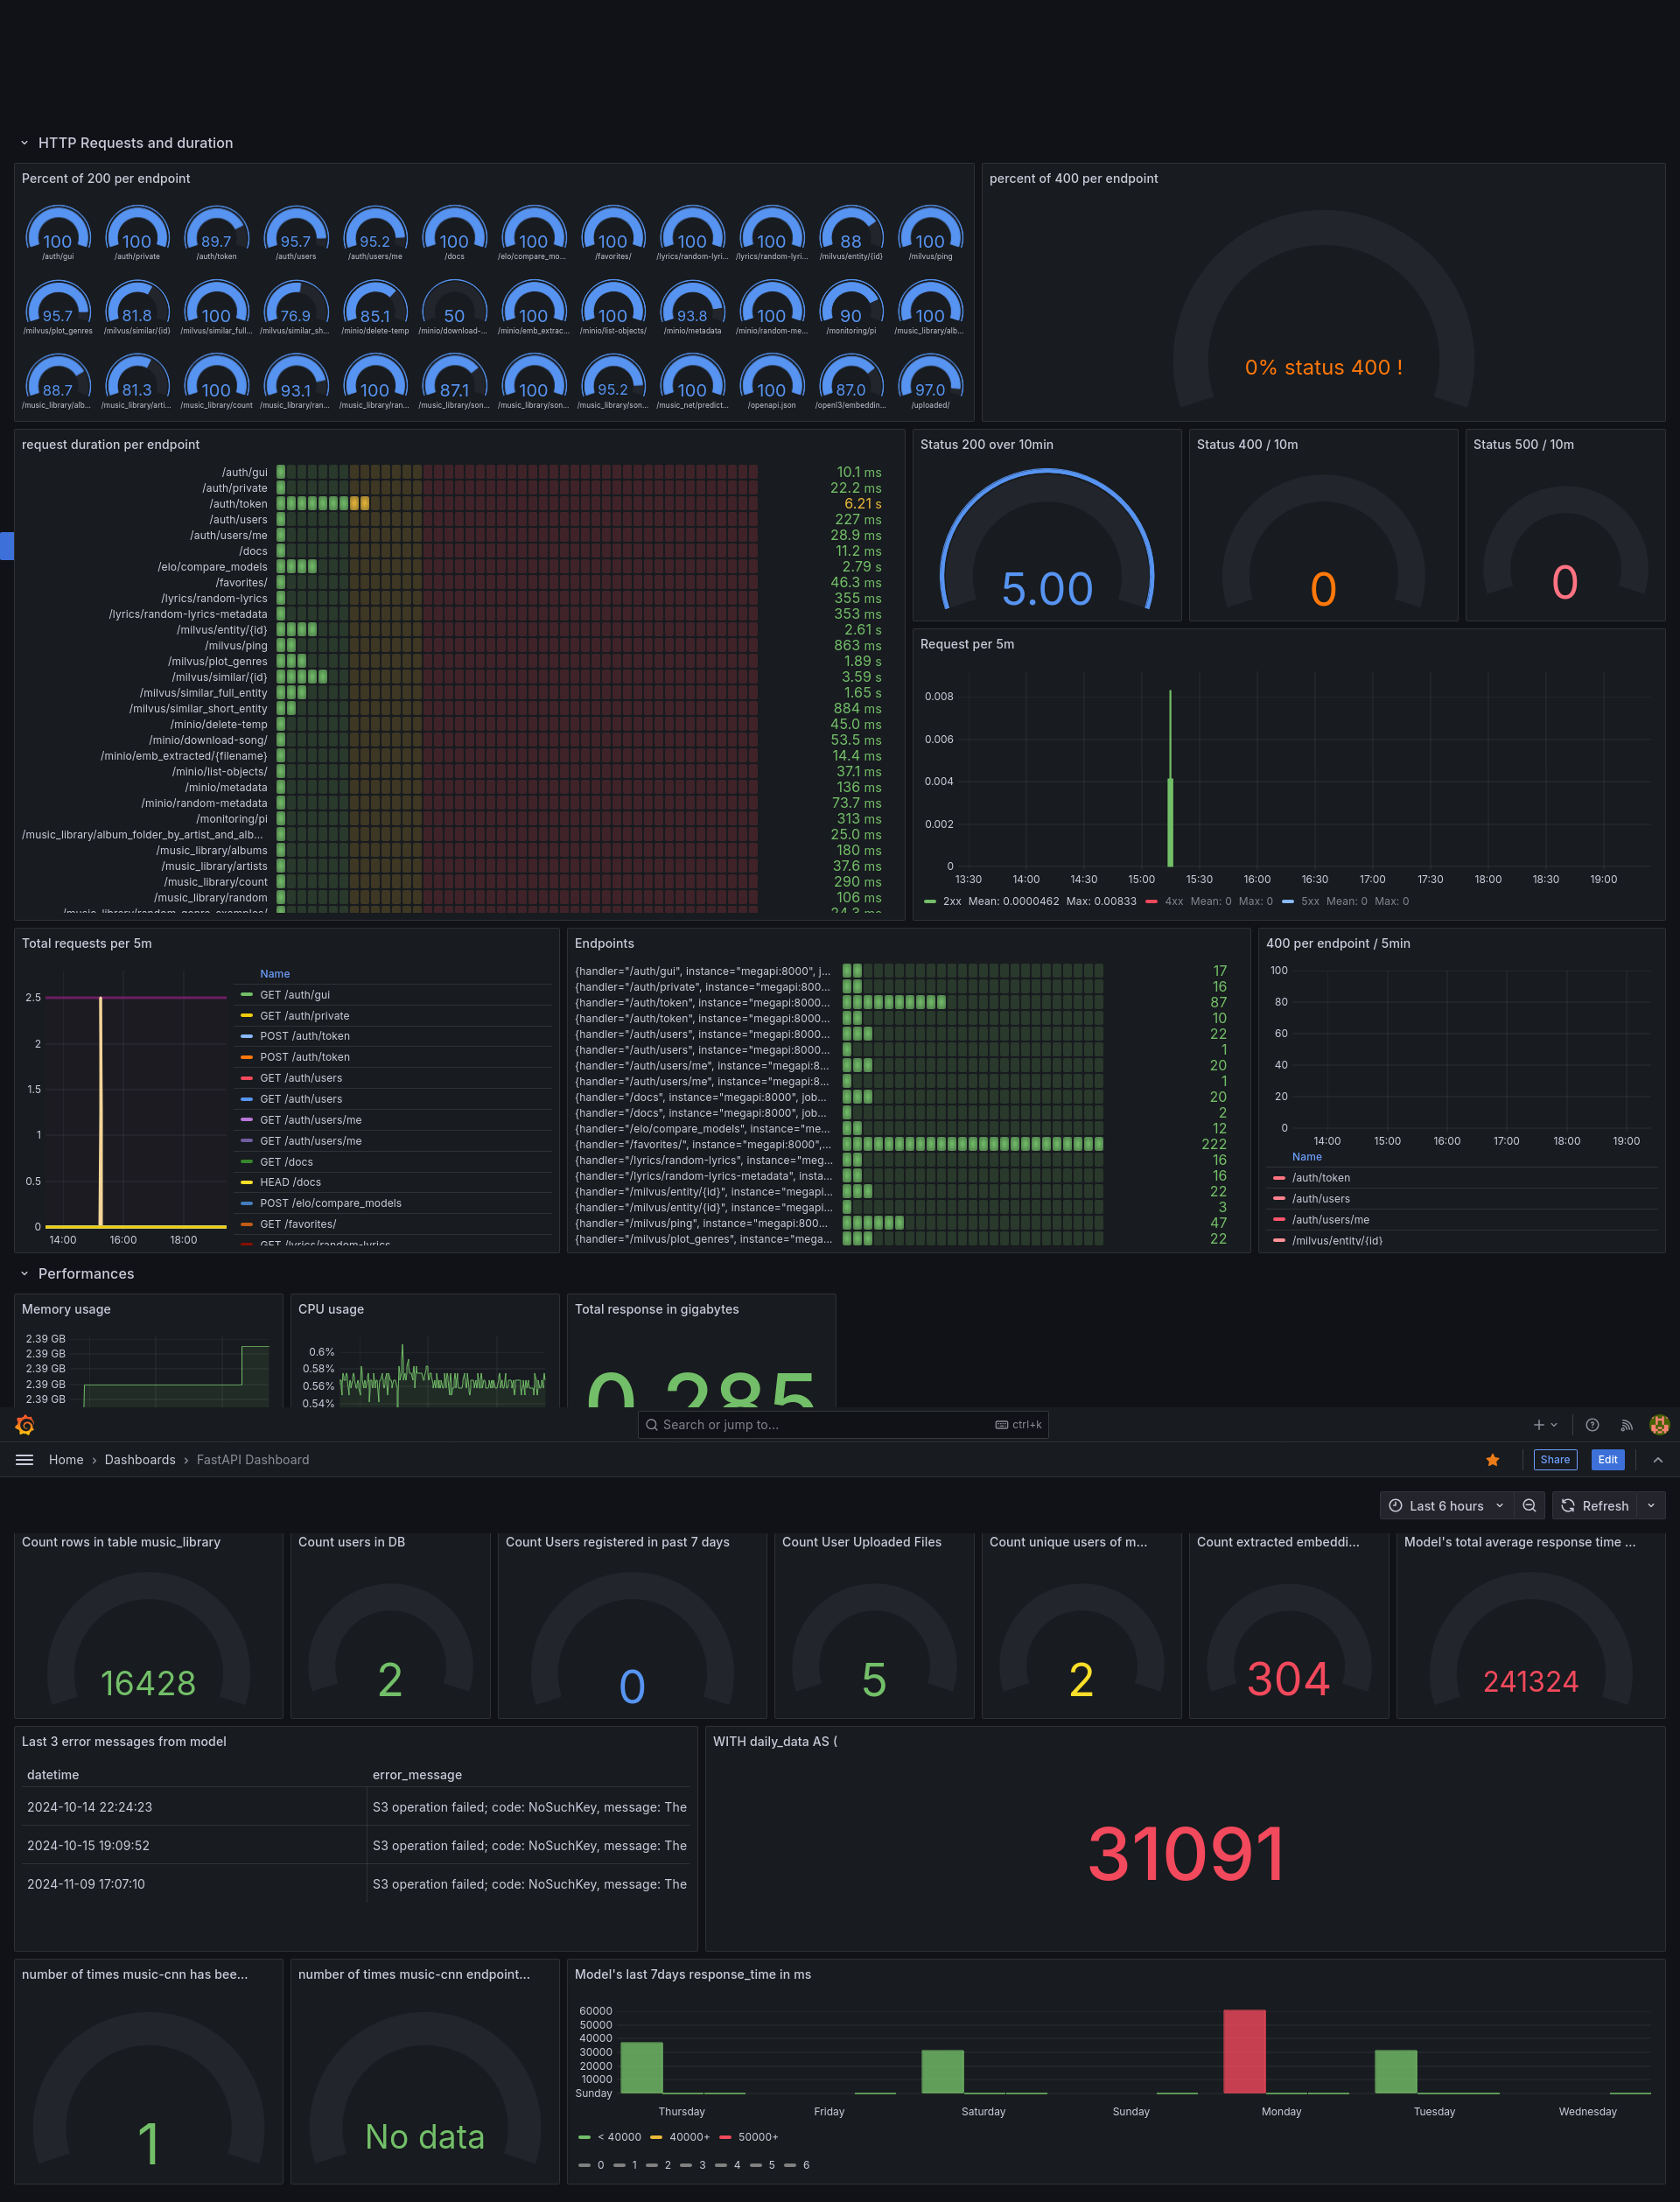 HTTP Requests and duration
Percent of 200 per endpoint
100 100 89.7 95.7 95.2 100 100 100 100 100 88 100
/auth/gui /auth/private /auth/token /auth/users /auth/users/me /docs /elo/compare_mo... /favorites/ /lyrics/random-lyri... /lyrics/random-lyri... /milvus/entity/{id} /milvus/ping
95.7 81.8 100 76.9 85.1 50 100 100 93.8 100 90 100
/milvus/plot_genres /milvus/similar/{id} /milvus/similar_full... /milvus/similar_sh... /minio/delete-temp /minio/download-... /minio/emb_extrac... /minio/list-objects/ /minio/metadata /minio/random-me... /monitoring/pi /music_library/alb...
88.7 81.3 100 93.1 100 87.1 100 95.2 100 100 87.0 97.0
/music_library/alb... /music_library/arti... /music_library/count /music_library/ran... /music_library/ran... /music_library/son... /music_library/son... /music_library/son... /music_net/predict... /openapi.json /openl3/embeddin... /uploaded/
percent of 400 per endpoint
0% status 400 !
request duration per endpoint
/auth/gui 10.1 ms
/auth/private 22.2 ms
/auth/token 6.21 s
/auth/users 227 ms
/auth/users/me 28.9 ms
/docs 11.2 ms
/elo/compare_models 2.79 s
/favorites/ 46.3 ms
/lyrics/random-lyrics 355 ms
/lyrics/random-lyrics-metadata 353 ms
/milvus/entity/{id} 2.61 s
/milvus/ping 863 ms
/milvus/plot_genres 1.89 s
/milvus/similar/{id} 3.59 s
/milvus/similar_full_entity 1.65 s
/milvus/similar_short_entity 884 ms
/minio/delete-temp 45.0 ms
/minio/download-song/ 53.5 ms
/minio/emb_extracted/{filename} 14.4 ms
/minio/list-objects/ 37.1 ms
/minio/metadata 136 ms
/minio/random-metadata 73.7 ms
/monitoring/pi 313 ms
/music_library/album_folder_by_artist_and_alb... 25.0 ms
/music_library/albums 180 ms
/music_library/artists 37.6 ms
/music_library/count 290 ms
/music_library/random 106 ms
/music_library/random_genre_examples/ 24.3 ms
Status 200 over 10min
5.00
Status 400 / 10m
0
Status 500 / 10m
0
Request per 5m
0.008
0.006
0.004
0.002
0
13:30 14:00 14:30 15:00 15:30 16:00 16:30 17:00 17:30 18:00 18:30 19:00
2xx Mean: 0.0000462 Max: 0.00833 4xx Mean: 0 Max: 0 5xx Mean: 0 Max: 0
Total requests per 5m
2.5
2
1.5
1
0.5
0
14:00 16:00 18:00
Name
GET /auth/gui
GET /auth/private
POST /auth/token
POST /auth/token
GET /auth/users
GET /auth/users
GET /auth/users/me
GET /auth/users/me
GET /docs
HEAD /docs
POST /elo/compare_models
GET /favorites/
GET /lyrics/random-lyrics
Endpoints
{handler="/auth/gui", instance="megapi:8000", j... 17
{handler="/auth/private", instance="megapi:800... 16
{handler="/auth/token", instance="megapi:8000... 87
{handler="/auth/token", instance="megapi:8000... 10
{handler="/auth/users", instance="megapi:8000... 22
{handler="/auth/users", instance="megapi:8000... 1
{handler="/auth/users/me", instance="megapi:8... 20
{handler="/auth/users/me", instance="megapi:8... 1
{handler="/docs", instance="megapi:8000", job... 20
{handler="/docs", instance="megapi:8000", job... 2
{handler="/elo/compare_models", instance="me... 12
{handler="/favorites/", instance="megapi:8000",... 222
{handler="/lyrics/random-lyrics", instance="meg... 16
{handler="/lyrics/random-lyrics-metadata", insta... 16
{handler="/milvus/entity/{id}", instance="megapi... 22
{handler="/milvus/entity/{id}", instance="megapi... 3
{handler="/milvus/ping", instance="megapi:800... 47
{handler="/milvus/plot_genres", instance="mega... 22
400 per endpoint / 5min
100
80
60
40
20
0
14:00 15:00 16:00 17:00 18:00 19:00
Name
/auth/token
/auth/users
/auth/users/me
/milvus/entity/{id}
Performances
Memory usage
2.39 GB
2.39 GB
2.39 GB
2.39 GB
2.39 GB
CPU usage
0.6%
0.58%
0.56%
0.54%
Total response in gigabytes
0.285
Search or jump to... ctrl+k
Home › Dashboards › FastAPI Dashboard
Share Edit
Last 6 hours Refresh
Count rows in table music_library
16428
Count users in DB
2
Count Users registered in past 7 days
0
Count User Uploaded Files
5
Count unique users of m...
2
Count extracted embeddi...
304
Model's total average response time ...
241324
Last 3 error messages from model
datetime error_message
2024-10-14 22:24:23 S3 operation failed; code: NoSuchKey, message: The
2024-10-15 19:09:52 S3 operation failed; code: NoSuchKey, message: The
2024-11-09 17:07:10 S3 operation failed; code: NoSuchKey, message: The
WITH daily_data AS (
31091
number of times music-cnn has bee...
1
number of times music-cnn endpoint...
No data
Model's last 7days response_time in ms
60000
50000
40000
30000
20000
10000
Sunday
Thursday Friday Saturday Sunday Monday Tuesday Wednesday
< 40000 40000+ 50000+
0 1 2 3 4 5 6